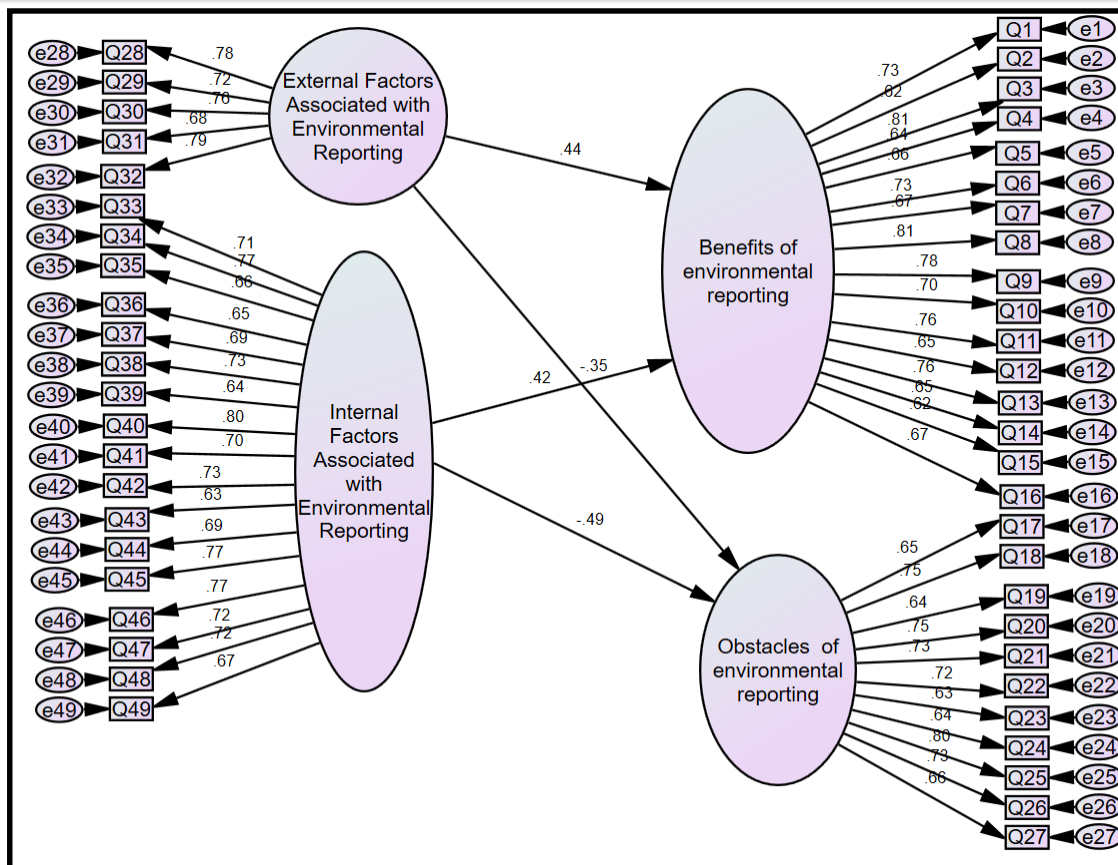 e28 Q28 .78
e29 Q29 .72
e30 Q30 .76
e31 Q31 .68
e32 Q32 .79
External Factors
Associated with
Environmental
Reporting
e33 Q33 .71
e34 Q34 .77
e35 Q35 .66
e36 Q36 .65
e37 Q37 .69
e38 Q38 .73
e39 Q39 .64
e40 Q40 .80
e41 Q41 .70
e42 Q42 .73
e43 Q43 .63
e44 Q44 .69
e45 Q45 .77
e46 Q46 .77
e47 Q47 .72
e48 Q48 .72
e49 Q49 .67
Internal
Factors
Associated
with
Environmental
Reporting
.44
-.35
.42
-.49
Benefits of
environmental
reporting
.73 Q1 e1
.62 Q2 e2
.81 Q3 e3
.64 Q4 e4
.66 Q5 e5
.73 Q6 e6
.67 Q7 e7
.81 Q8 e8
.78 Q9 e9
.70 Q10 e10
.76 Q11 e11
.65 Q12 e12
.76 Q13 e13
.65 Q14 e14
.62 Q15 e15
.67 Q16 e16
Obstacles of
environmental
reporting
.65 Q17 e17
.75 Q18 e18
.64 Q19 e19
.75 Q20 e20
.73 Q21 e21
.72 Q22 e22
.63 Q23 e23
.64 Q24 e24
.80 Q25 e25
.73 Q26 e26
.66 Q27 e27